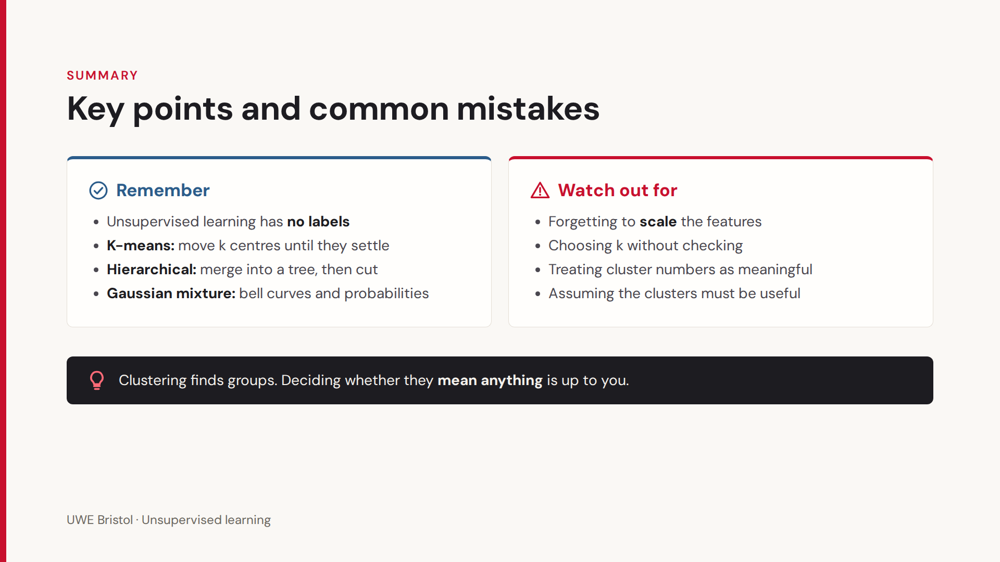 SUMMARY
Key points and common mistakes
Remember
Unsupervised learning has no labels
K-means: move k centres until they settle
Hierarchical: merge into a tree, then cut
Gaussian mixture: bell curves and probabilities
Watch out for
Forgetting to scale the features
Choosing k without checking
Treating cluster numbers as meaningful
Assuming the clusters must be useful
Clustering finds groups. Deciding whether they mean anything is up to you.
UWE Bristol · Unsupervised learning